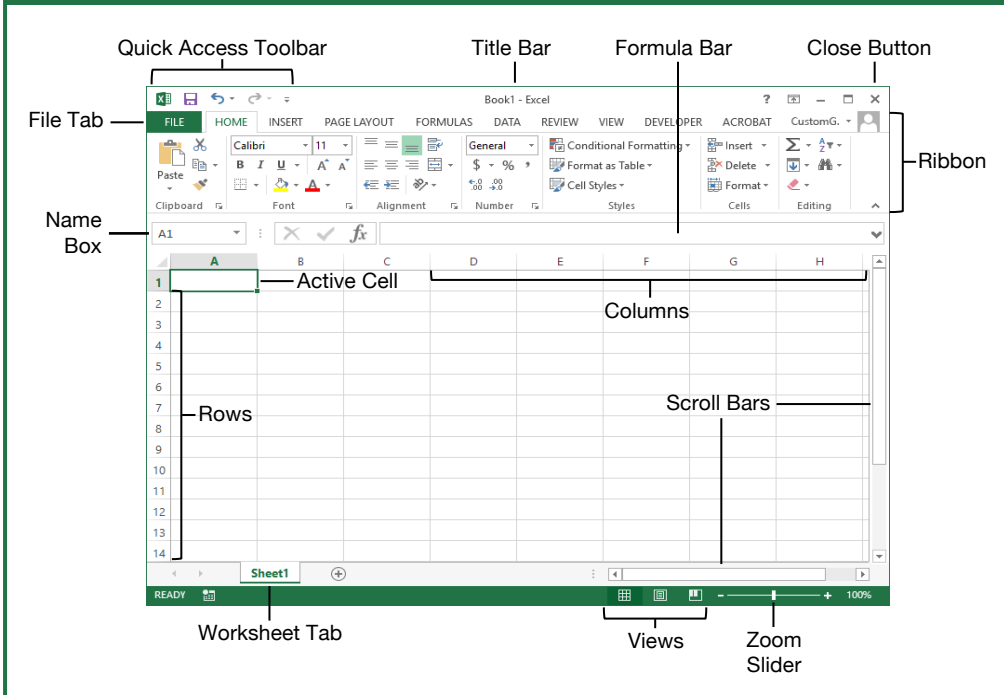 Quick Access Toolbar Title Bar Formula Bar Close Button
Book1 - Excel ?
File Tab
FILE HOME INSERT PAGE LAYOUT FORMULAS DATA REVIEW VIEW DEVELOPER ACROBAT CustomG.
Calibri 11 General Conditional Formatting Insert
Paste B I U A A $ % , Format as Table Delete
A .00 .0 Cell Styles Format
Clipboard Font Alignment Number Styles Cells Editing
Ribbon
Name
Box
A1 fx
A B C D E F G H
1 Active Cell
2 Columns
3
4
5
6
7 Rows Scroll Bars
8
9
10
11
12
13
14
Sheet1
READY 100%
Worksheet Tab Views Zoom
Slider